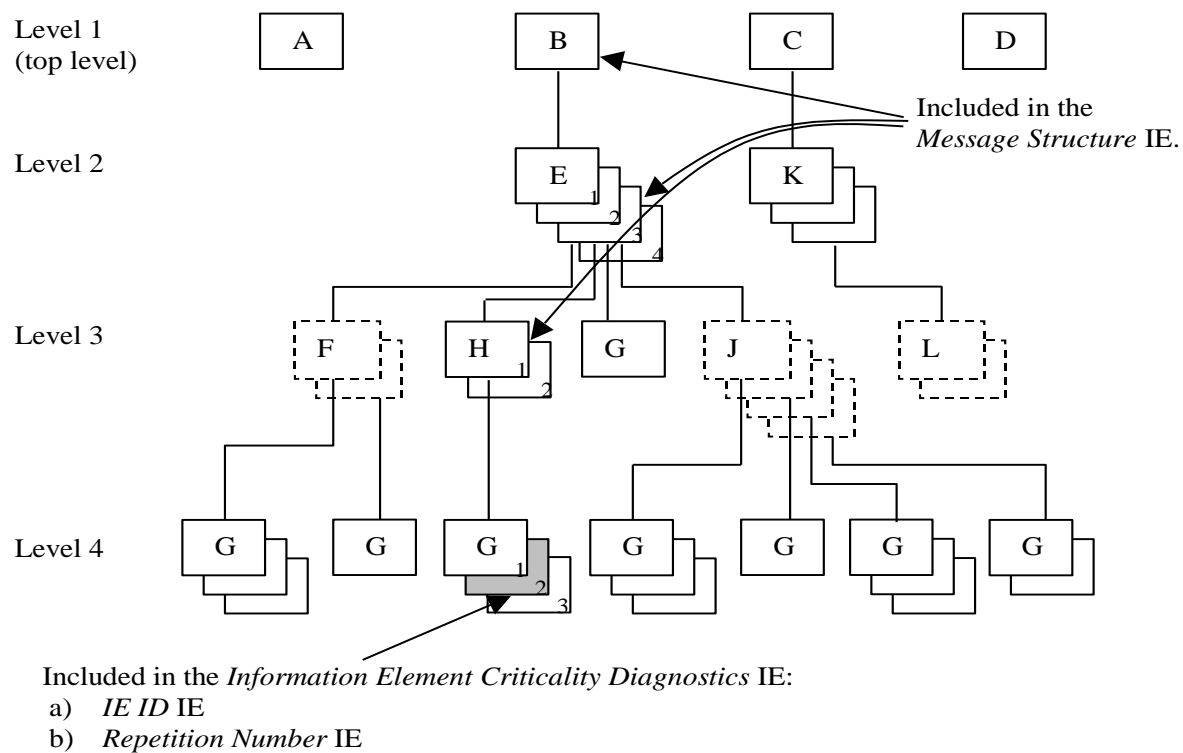 Level 1
(top level)
A
B
C
D
Included in the
Message Structure IE.
Level 2
E
1
2
3
4
K
Level 3
F
H
1
2
G
J
L
Level 4
G
G
G
1
2
3
G
G
G
G
Included in the Information Element Criticality Diagnostics IE:
a) IE ID IE
b) Repetition Number IE